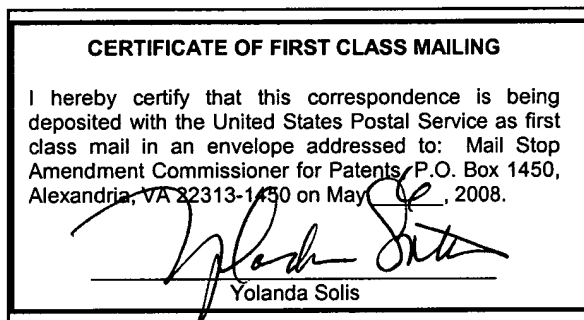 CERTIFICATE OF FIRST CLASS MAILING
I hereby certify that this correspondence is being
deposited with the United States Postal Service as first
class mail in an envelope addressed to: Mail Stop
Amendment Commissioner for Patents, P.O. Box 1450,
Alexandria, VA 22313-1450 on May ______, 2008.
Yolanda Solis